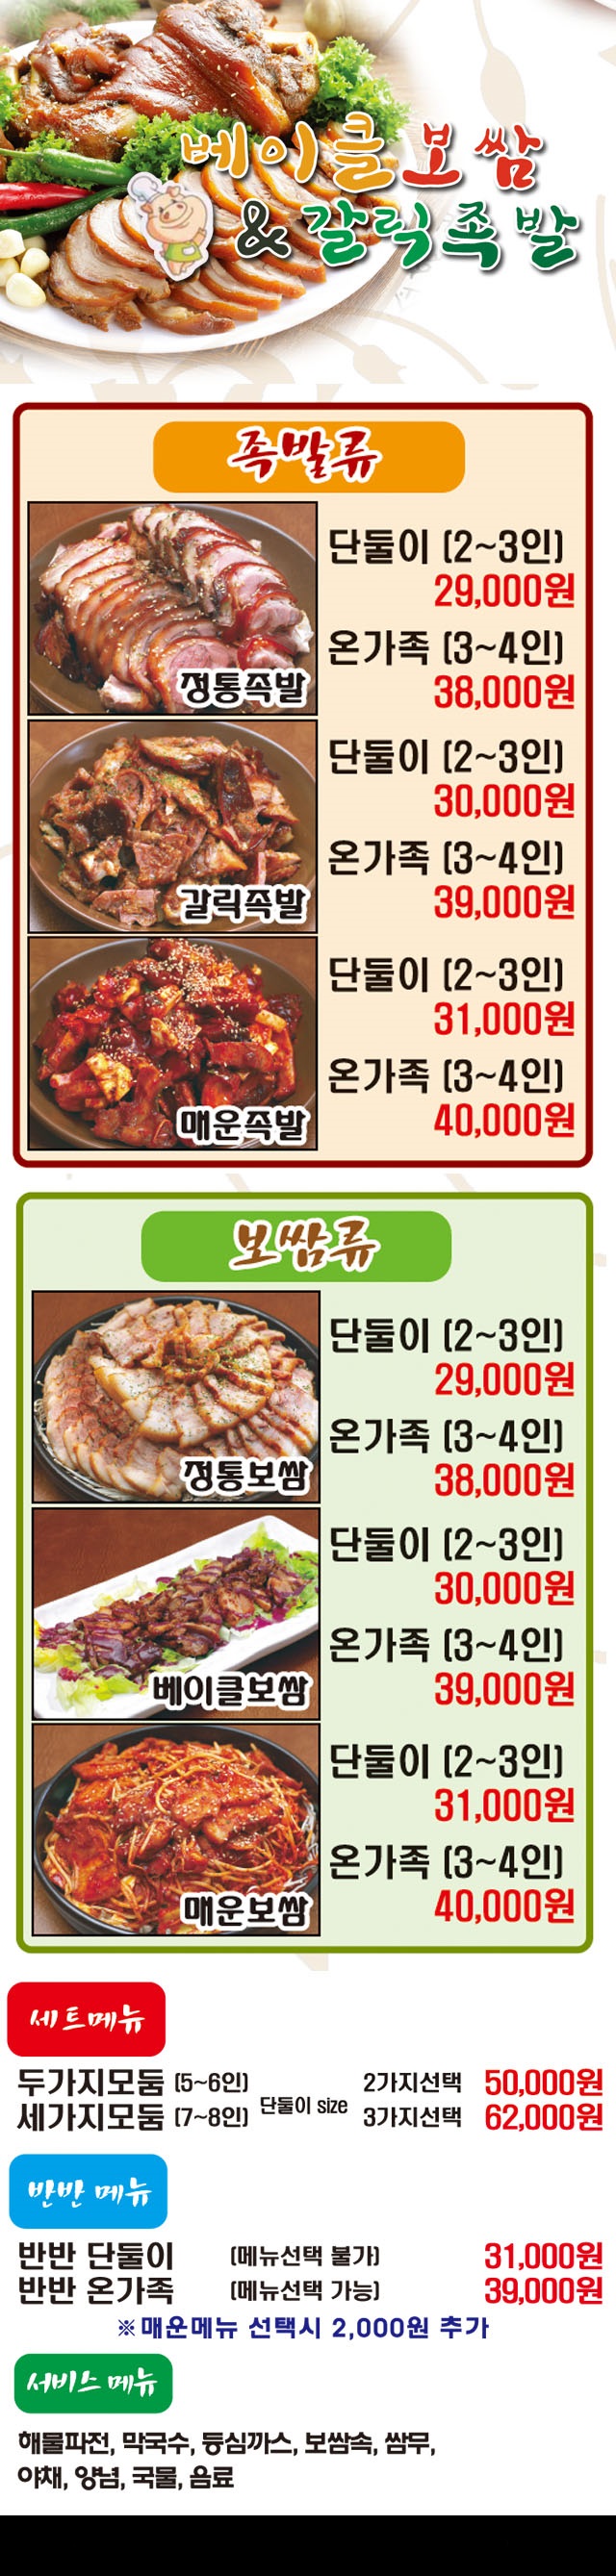 베이클보쌈
&갈릭족발
족발류
단둘이 (2~3인)
29,000원
온가족 (3~4인)
38,000원
정통족발
단둘이 (2~3인)
30,000원
온가족 (3~4인)
39,000원
갈릭족발
단둘이 (2~3인)
31,000원
온가족 (3~4인)
40,000원
매운족발
보쌈류
단둘이 (2~3인)
29,000원
온가족 (3~4인)
38,000원
정통보쌈
단둘이 (2~3인)
30,000원
온가족 (3~4인)
39,000원
베이클보쌈
단둘이 (2~3인)
31,000원
온가족 (3~4인)
40,000원
매운보쌈
세트메뉴
두가지모둠 (5~6인) 2가지선택 50,000원
단둘이 size
세가지모둠 (7~8인) 3가지선택 62,000원
반반 메뉴
반반 단둘이 (메뉴선택 불가) 31,000원
반반 온가족 (메뉴선택 가능) 39,000원
※매운메뉴 선택시 2,000원 추가
서비스 메뉴
해물파전, 막국수, 등심까스, 보쌈속, 쌈무,
야채, 양념, 국물, 음료